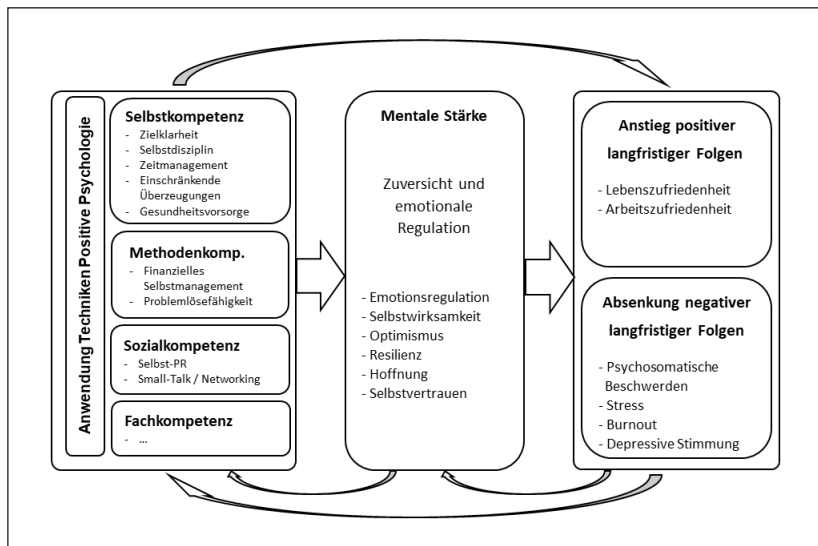 Anwendung Techniken Positive Psychologie
Selbstkompetenz
- Zielklarheit
- Selbstdisziplin
- Zeitmanagement
- Einschränkende
Überzeugungen
- Gesundheitsvorsorge
Methodenkomp.
- Finanzielles
Selbstmanagement
- Problemlösefähigkeit
Sozialkompetenz
- Selbst-PR
- Small-Talk / Networking
Fachkompetenz
- ...
Mentale Stärke
Zuversicht und
emotionale
Regulation
- Emotionsregulation
- Selbstwirksamkeit
- Optimismus
- Resilienz
- Hoffnung
- Selbstvertrauen
Anstieg positiver
langfristiger Folgen
- Lebenszufriedenheit
- Arbeitszufriedenheit
Absenkung negativer
langfristiger Folgen
- Psychosomatische
Beschwerden
- Stress
- Burnout
- Depressive Stimmung